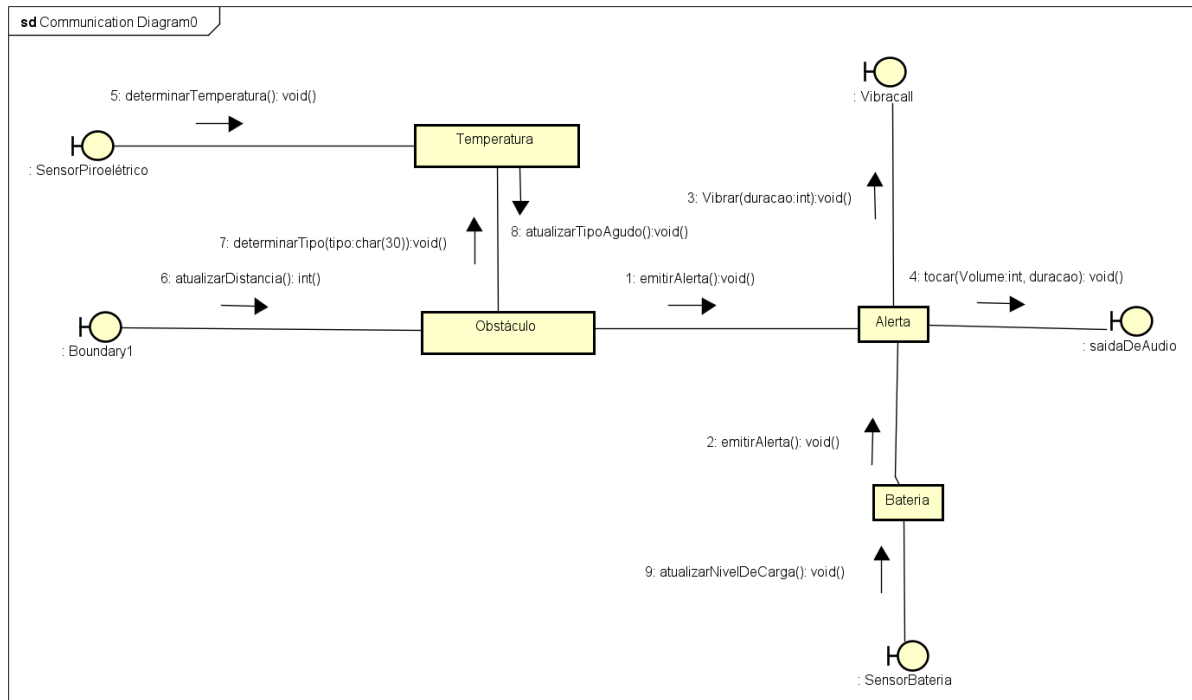 sd Communication Diagram0
: Vibracall
5: determinarTemperatura(): void()
Temperatura
: SensorPiroelétrico
3: Vibrar(duracao:int):void()
7: determinarTipo(tipo:char(30)):void()
8: atualizarTipoAgudo():void()
6: atualizarDistancia(): int()
1: emitirAlerta():void()
4: tocar(Volume:int, duracao): void()
Obstáculo
Alerta
: Boundary1
: saidaDeAudio
2: emitirAlerta(): void()
Bateria
9: atualizarNivelDeCarga(): void()
: SensorBateria